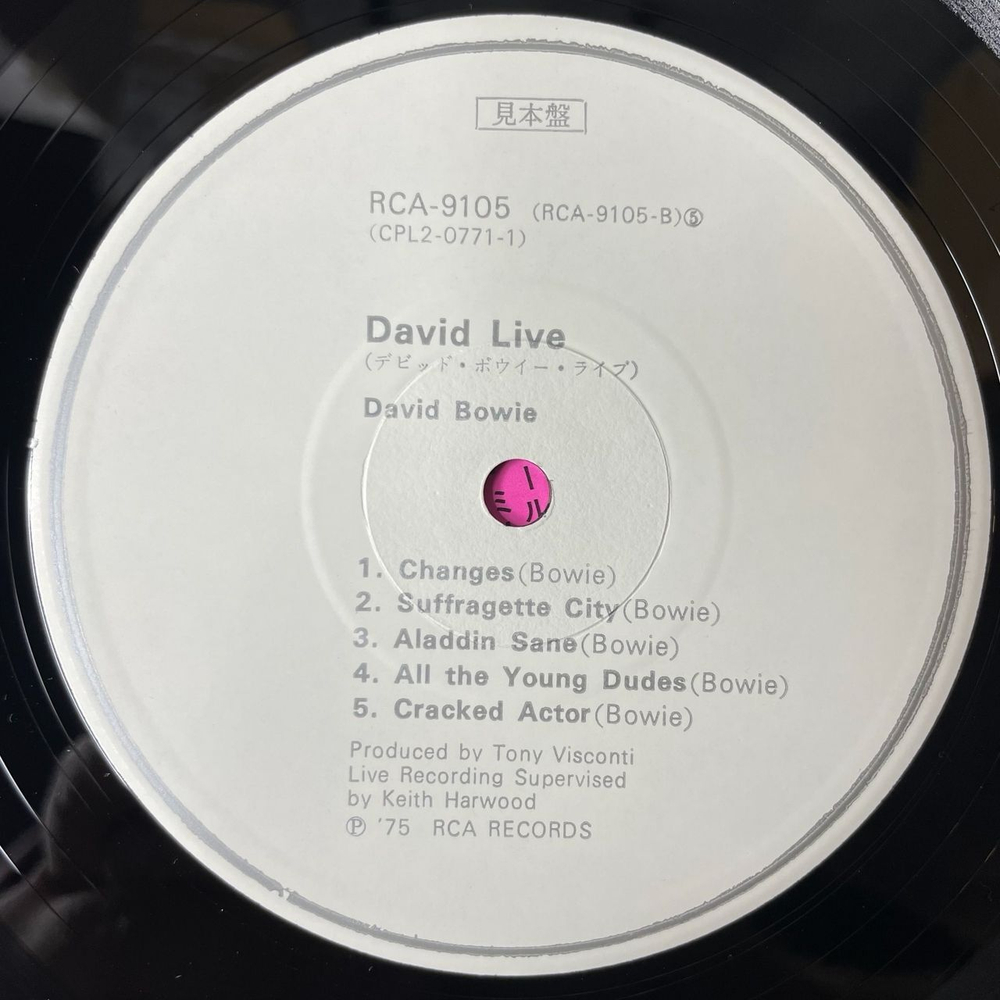 見本盤
RCA-9105 (RCA-9105-B)⑤
(CPL2-0771-1)
David Live
(デビッド・ボウイー・ライブ)
David Bowie
ール
ミ
1. Changes(Bowie)
2. Suffragette City(Bowie)
3. Aladdin Sane(Bowie)
4. All the Young Dudes(Bowie)
5. Cracked Actor(Bowie)
Produced by Tony Visconti
Live Recording Supervised
by Keith Harwood
Ⓟ '75 RCA RECORDS